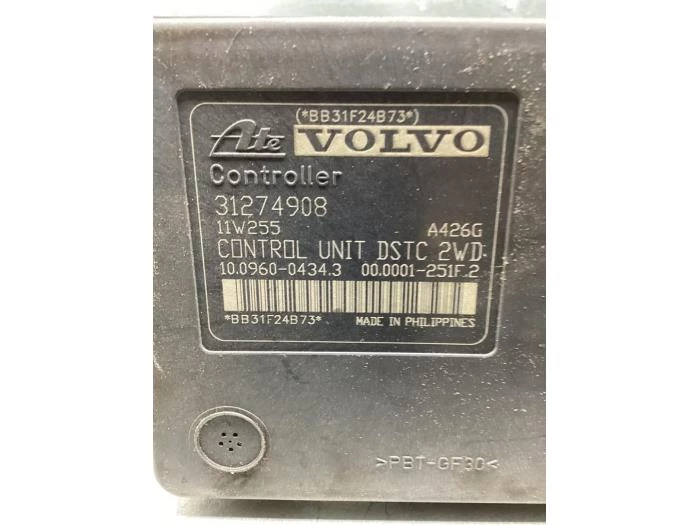 (*BB31F24B73*)
Ate VOLVO
Controller
31274908
11W255 A426G
CONTROL UNIT DSTC 2WD
10.0960-0434.3 00.0001-251F.2
*BB31F24B73* MADE IN PHILIPPINES
>PBT-GF30<